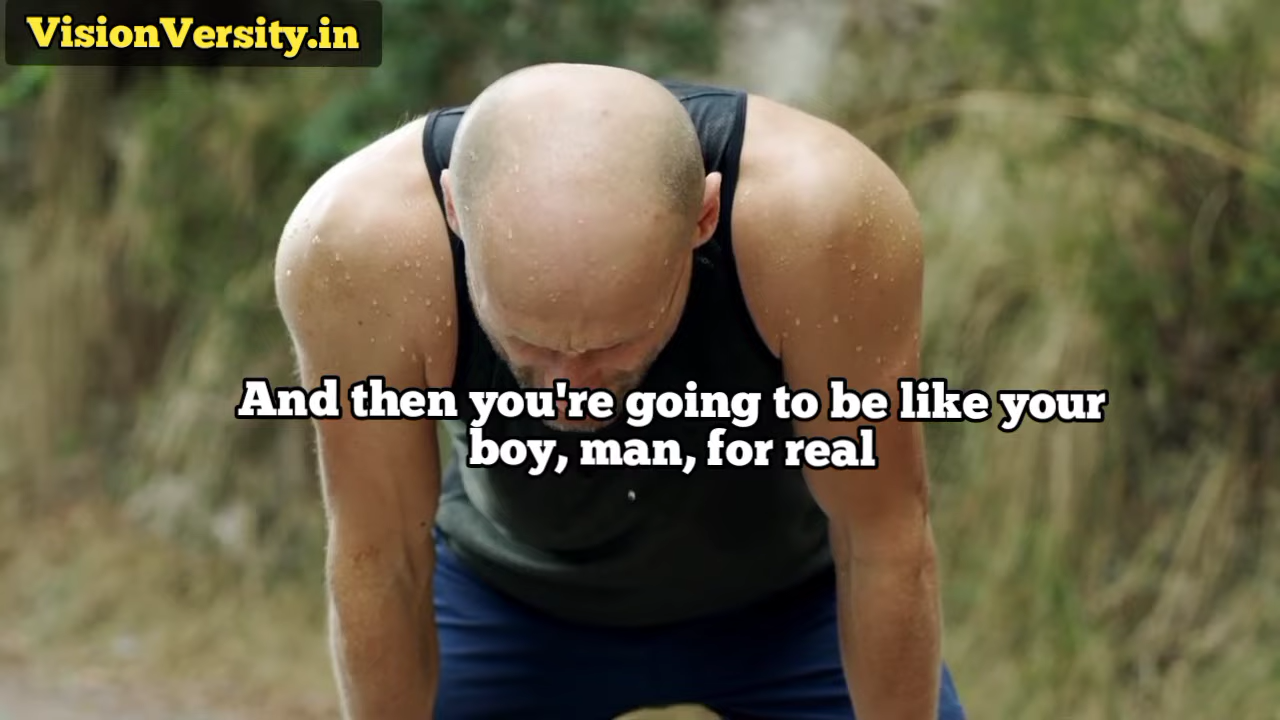 VisionVersity.in
And then you're going to be like your
boy, man, for real